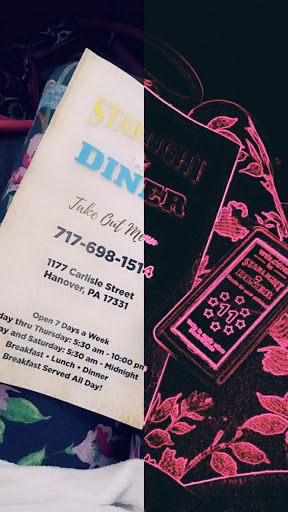 STARLIGHT
DINER
Take Out Menu
717-698-1514
1177 Carlisle Street
Hanover, PA 17331
Open 7 Days a Week
day thru Thursday: 5:30 am - 10:00 pm
ay and Saturday: 5:30 am - Midnight
Breakfast • Lunch • Dinner
Breakfast Served All Day!
WELCOME
STARLIGHT
DINER
11